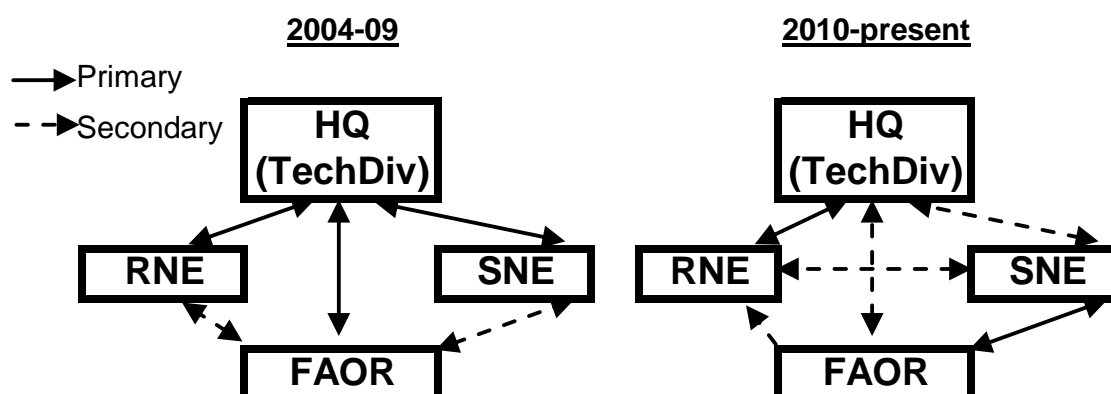 2004-09
2010-present
Primary
Secondary
HQ
(TechDiv)
RNE
SNE
FAOR
HQ
(TechDiv)
RNE
SNE
FAOR